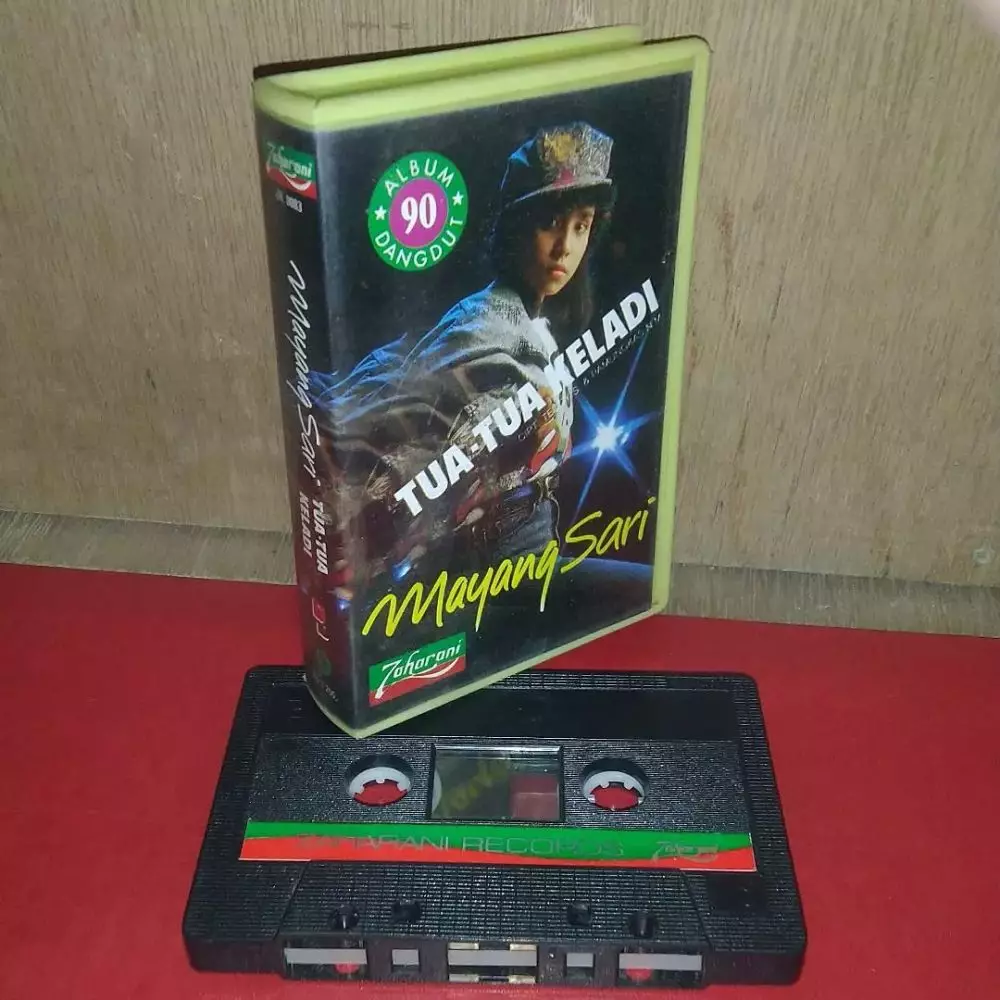 Zaharani
Mayang Sari
TUA-TUA
KELADI
ALBUM
90
DANGDUT
TUA-TUA KELADI
Mayang Sari
Zaharani
ZAHARANI RECORDS